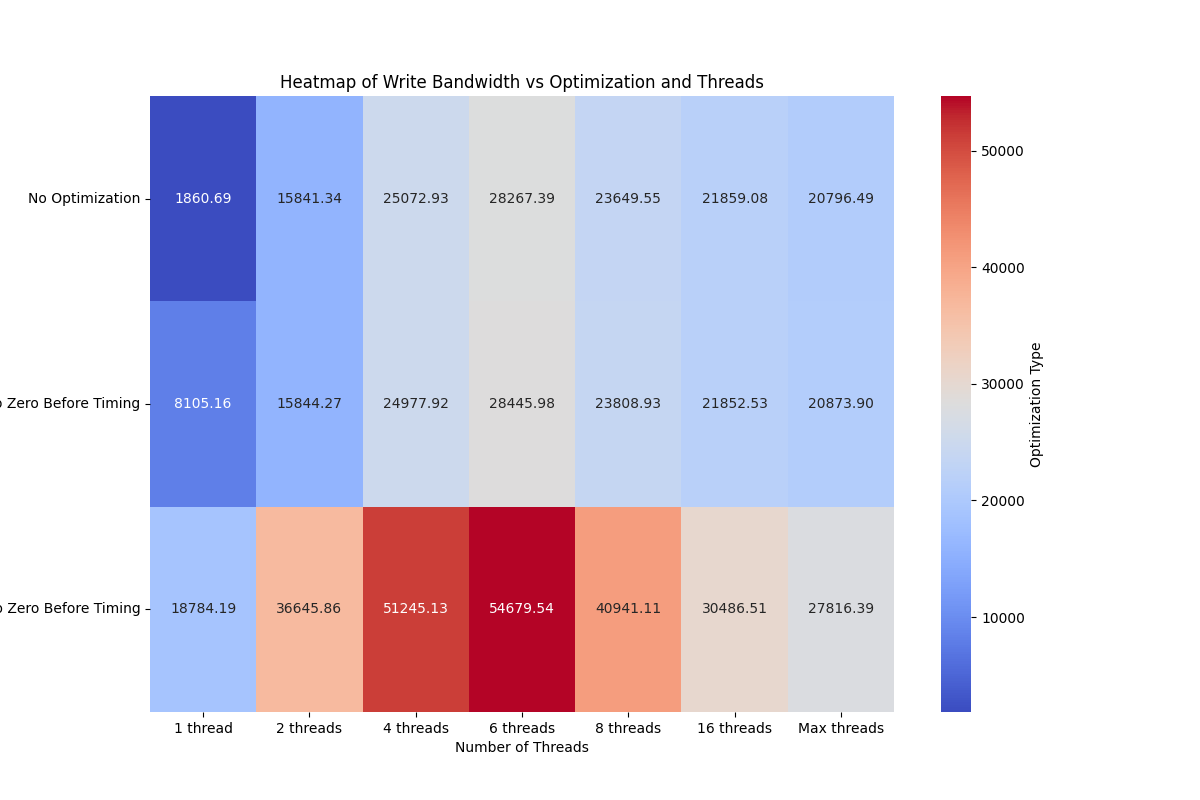 Heatmap of Write Bandwidth vs Optimization and Threads
No Optimization
1860.69 15841.34 25072.93 28267.39 23649.55 21859.08 20796.49
Zero Before Timing
8105.16 15844.27 24977.92 28445.98 23808.93 21852.53 20873.90
Zero Before Timing
18784.19 36645.86 51245.13 54679.54 40941.11 30486.51 27816.39
1 thread 2 threads 4 threads 6 threads 8 threads 16 threads Max threads
Number of Threads
50000
40000
30000
20000
10000
Optimization Type